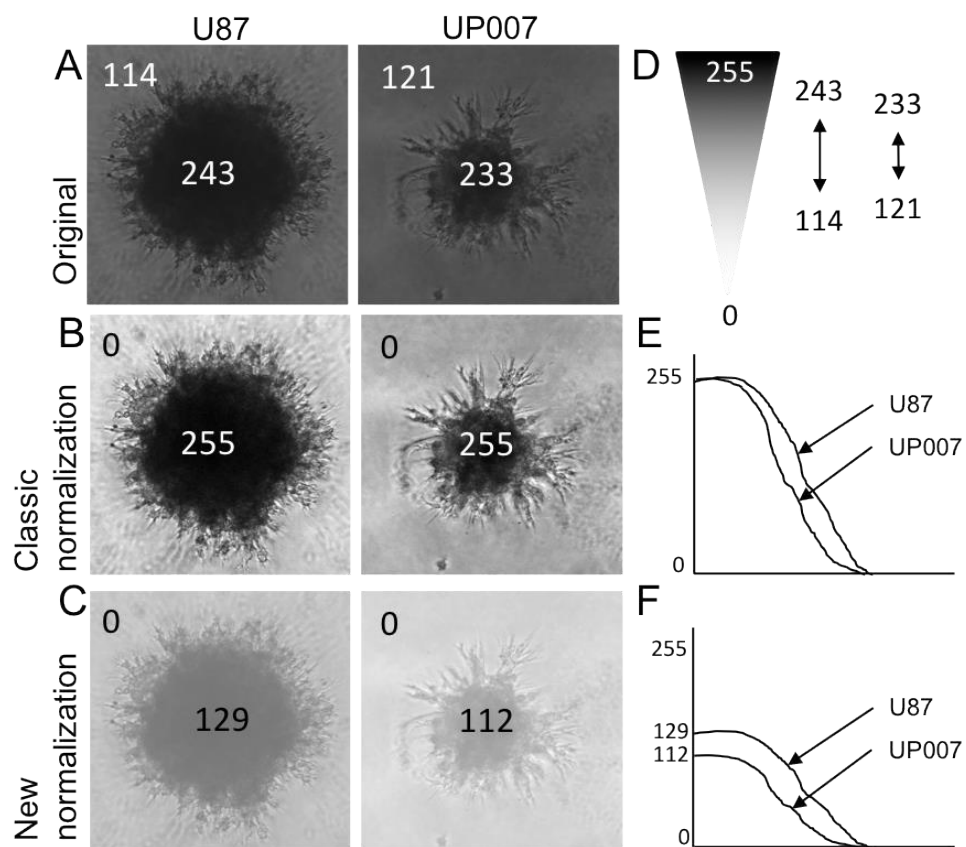 U87
UP007
A
114
243
121
233
Original
D
255
243
114
233
121
0
B
0
255
0
255
Classic
normalization
E
255
0
U87
UP007
C
0
129
0
112
New
normalization
F
255
129
112
0
U87
UP007